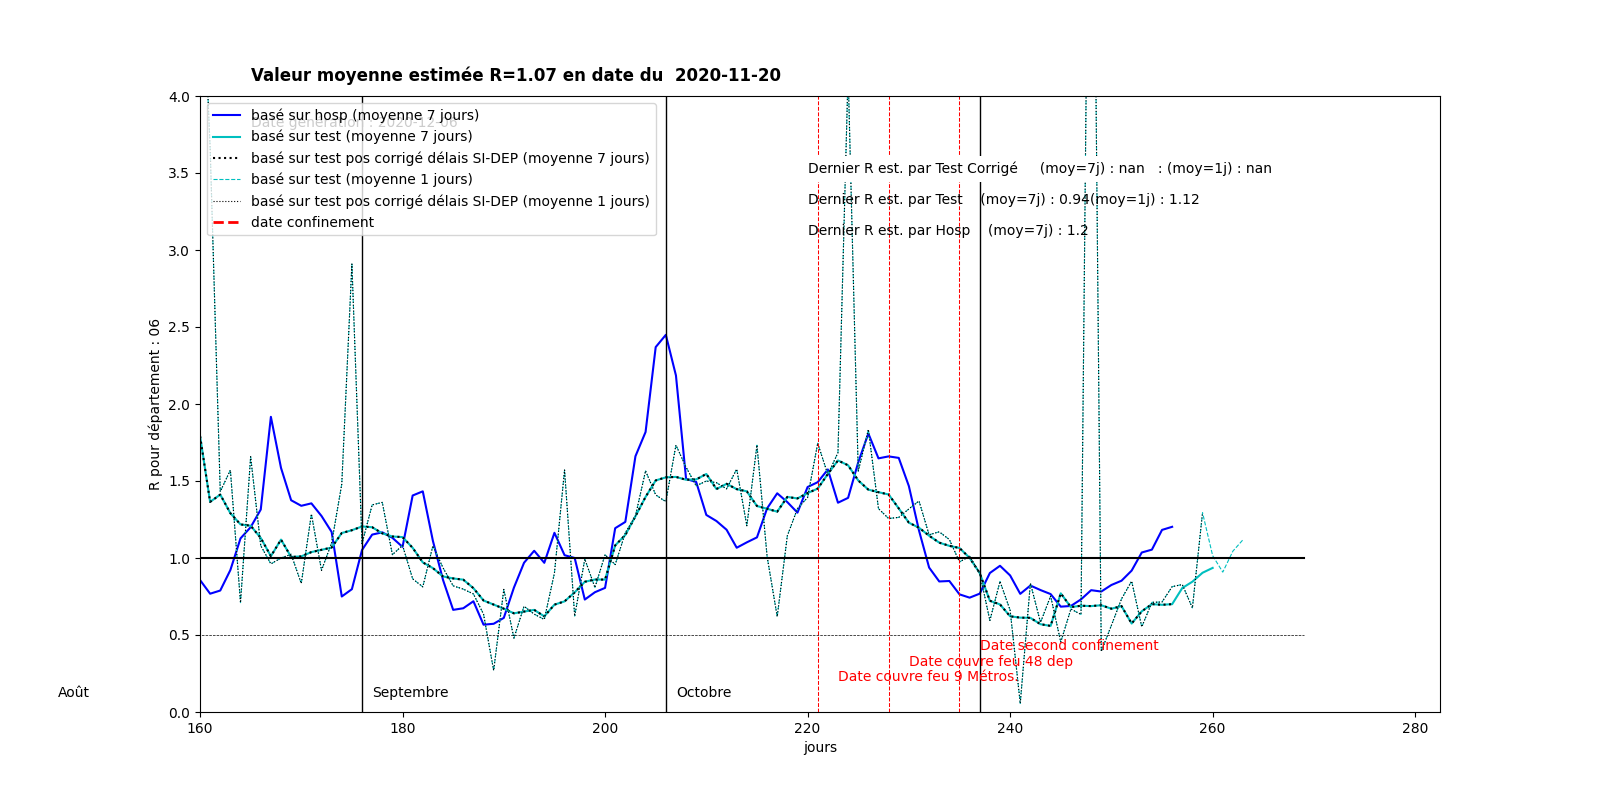 Valeur moyenne estimée R=1.07 en date du  2020-11-20
4.0
3.5
3.0
2.5
2.0
1.5
1.0
0.5
0.0
R pour département : 06
basé sur hosp (moyenne 7 jours)
Date génération : 2020-12-06
basé sur test (moyenne 7 jours)
basé sur test pos corrigé délais SI-DEP (moyenne 7 jours)
basé sur test (moyenne 1 jours)
basé sur test pos corrigé délais SI-DEP (moyenne 1 jours)
date confinement
Dernier R est. par Test Corrigé     (moy=7j) : nan   : (moy=1j) : nan
Dernier R est. par Test    (moy=7j) : 0.94(moy=1j) : 1.12
Dernier R est. par Hosp    (moy=7j) : 1.2
Date second confinement
Date couvre feu 48 dep
Date couvre feu 9 Métros.
Août
Septembre
Octobre
160
180
200
220
240
260
280
jours